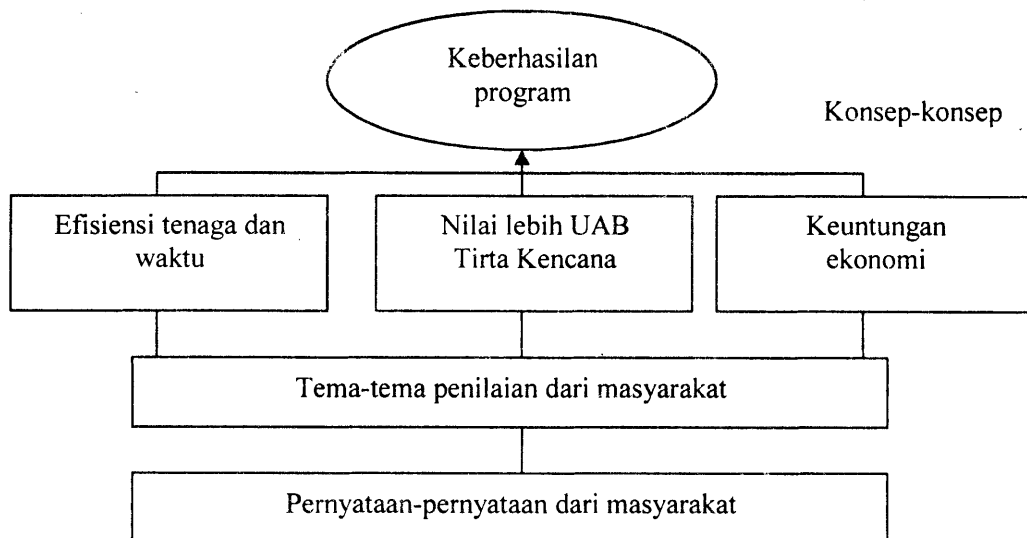 Keberhasilan
program
Konsep-konsep
Efisiensi tenaga dan
waktu
Nilai lebih UAB
Tirta Kencana
Keuntungan
ekonomi
Tema-tema penilaian dari masyarakat
Pernyataan-pernyataan dari masyarakat